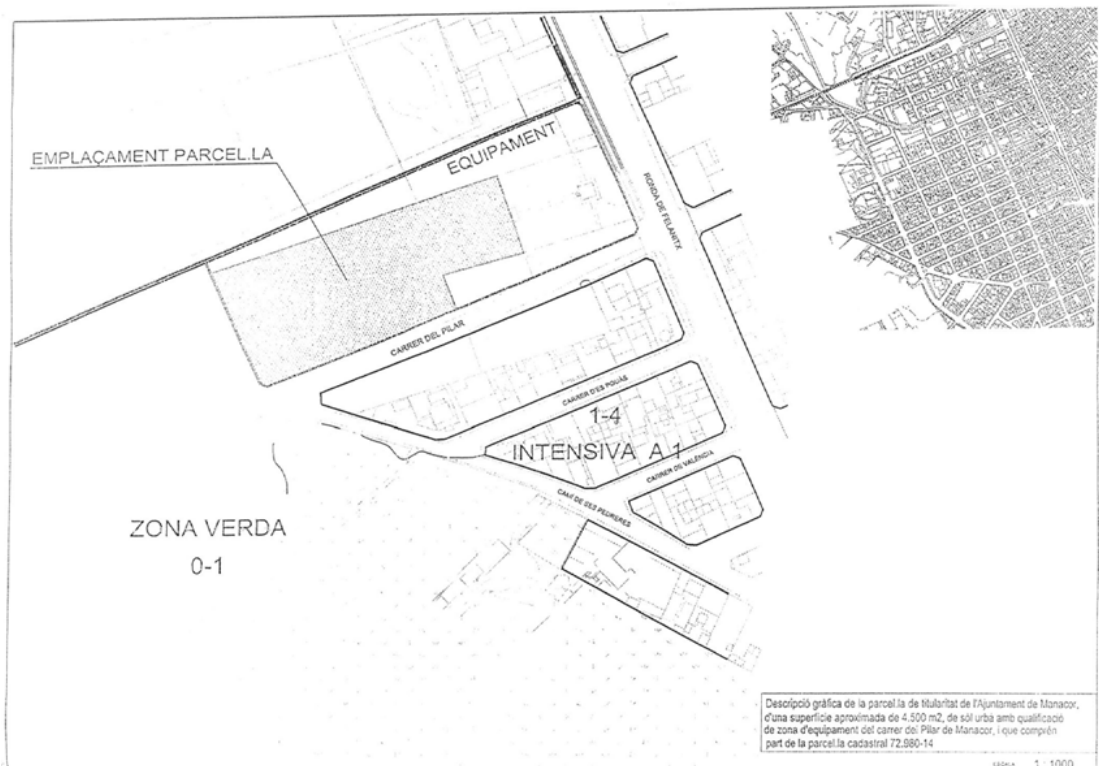 EMPLAÇAMENT PARCEL.LA
EQUIPAMENT
RONDA DE FELANITX
CARRER DEL PILAR
CARRER D'ES POUÀS
1-4
INTENSIVA A 1
CARRER DE VALÈNCIA
CAMÍ DE SES PEDRERES
ZONA VERDA
0-1
Descripció gràfica de la parcel.la de titularitat de l'Ajuntament de Manacor,
d'una superfície aproximada de 4.500 m2, de sòl urbà amb qualificació
de zona d'equipament del carrer del Pilar de Manacor, i que comprèn
part de la parcel.la cadastral 72.980-14
1 : 1000